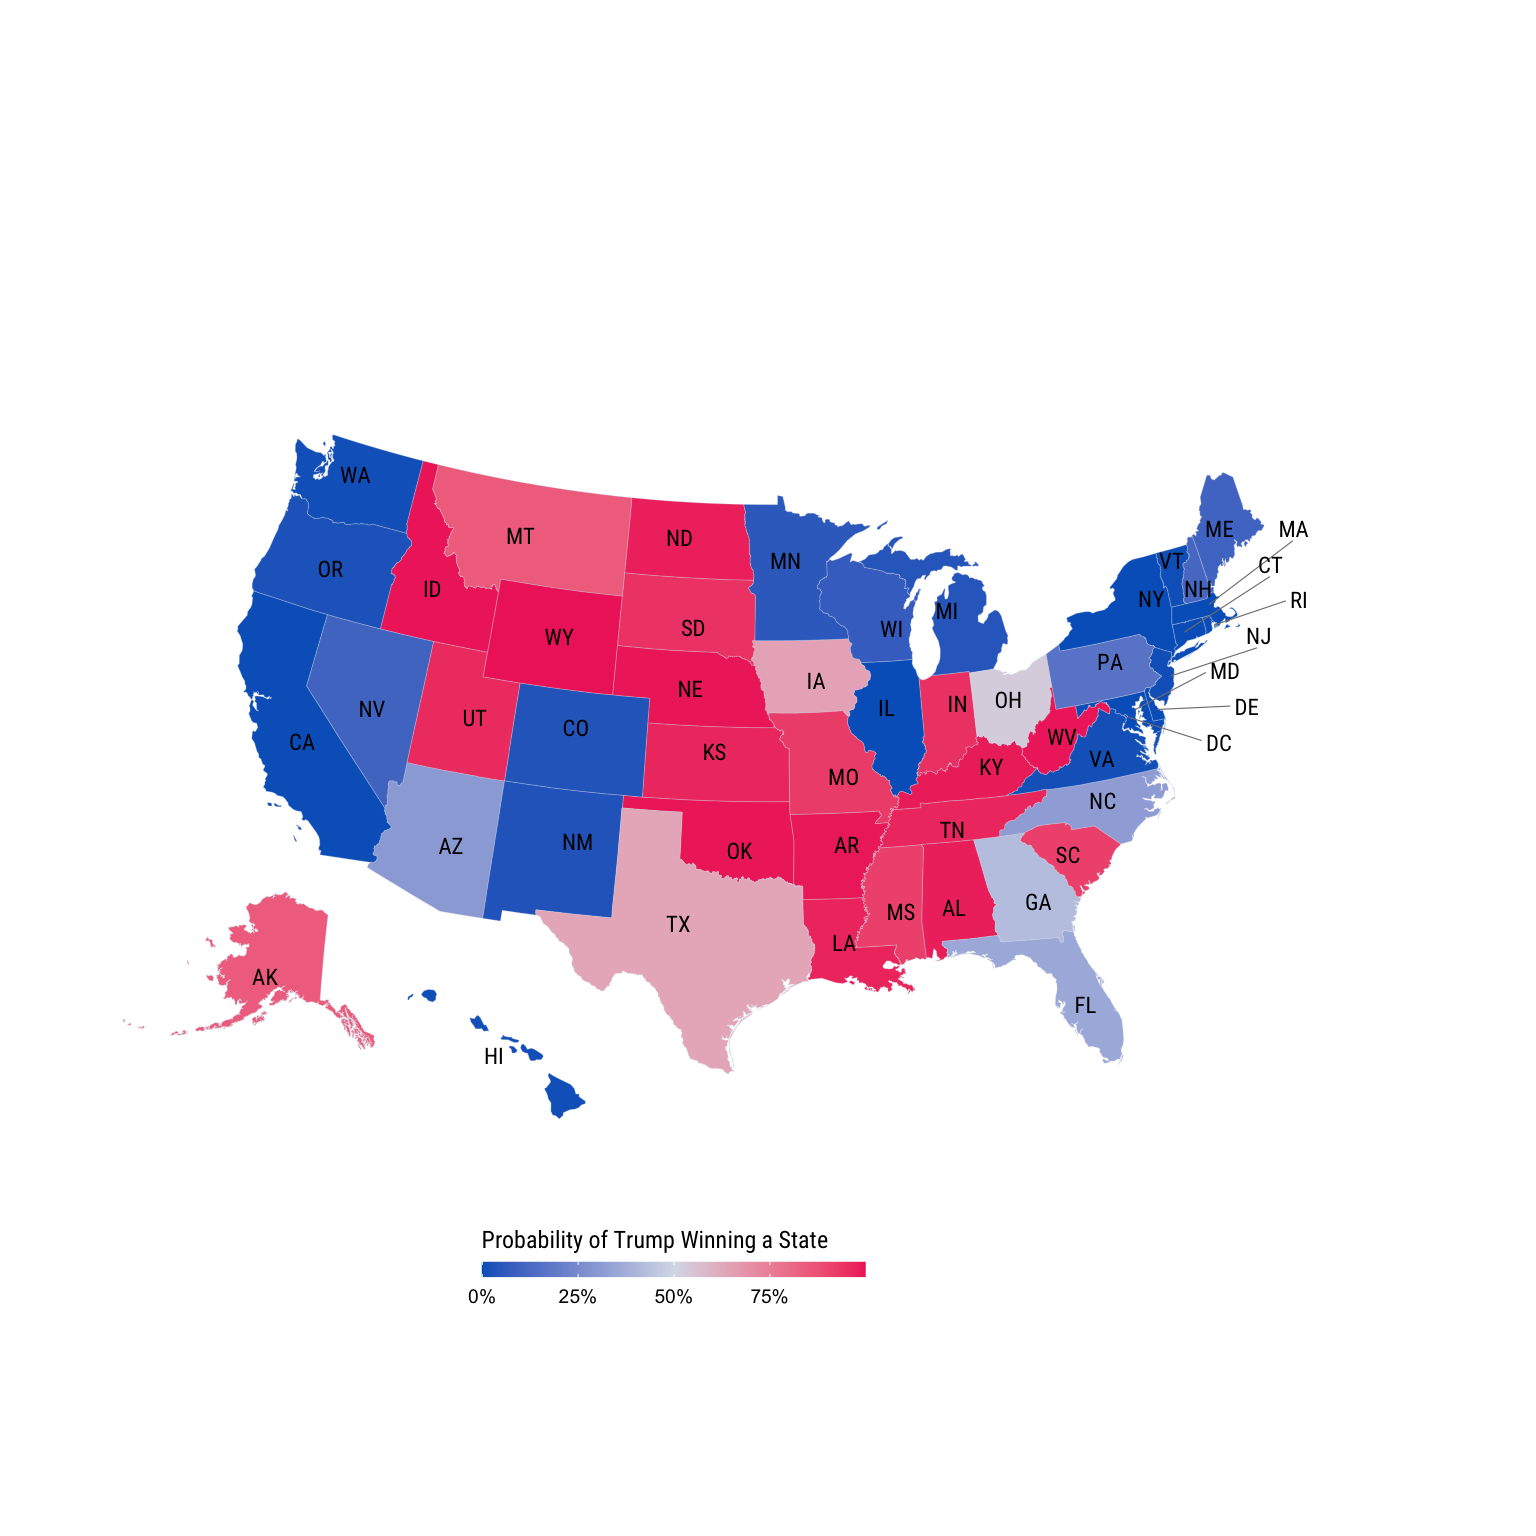 WA
ME
MA
MT
ND
VT
CT
OR
MN
ID
NH
NY
RI
MI
WY
SD
WI
NJ
PA
MD
IA
NE
OH
IN
IL
NV
DE
UT
CO
WV
DC
CA
KS
VA
KY
MO
NC
TN
NM
AZ
AR
OK
SC
GA
AL
MS
TX
LA
AK
FL
HI
Probability of Trump Winning a State
0% 25% 50% 75%